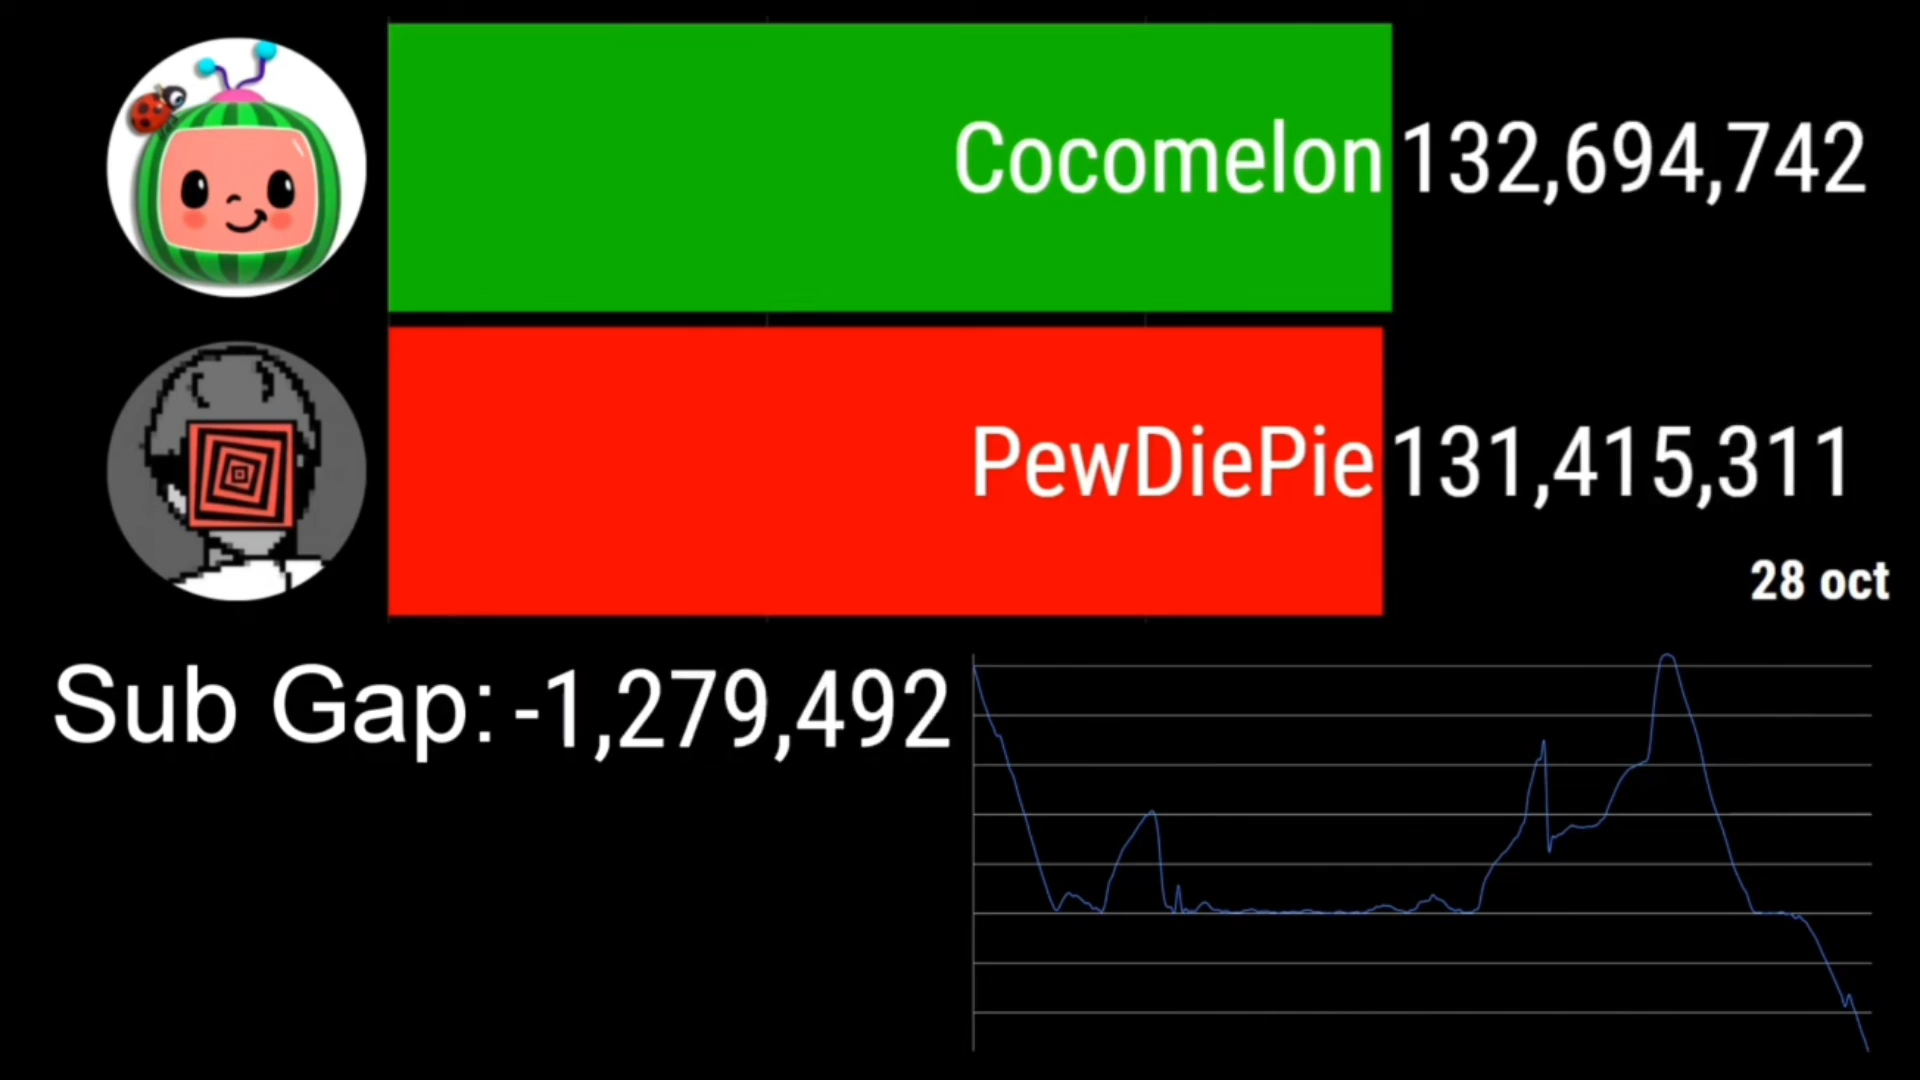 Cocomelon 132,694,742
PewDiePie 131,415,311
28 oct
Sub Gap: -1,279,492